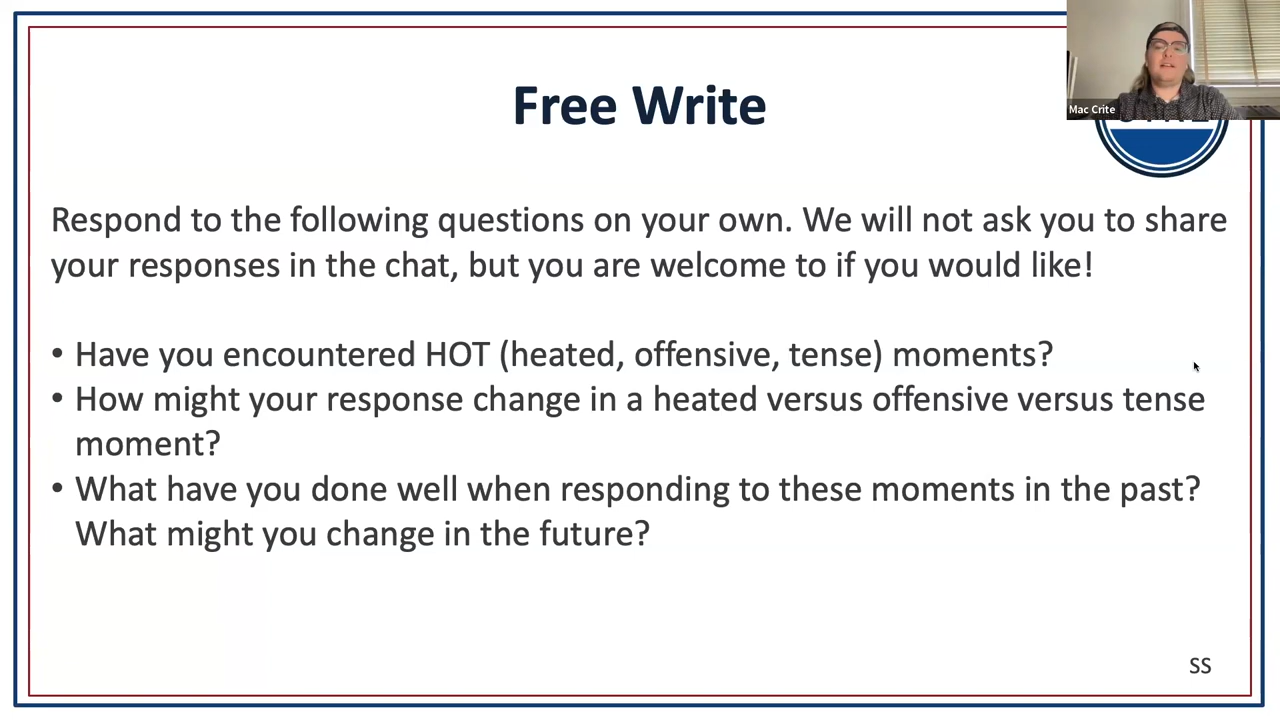 Free Write
Mac Crite
Respond to the following questions on your own. We will not ask you to share
your responses in the chat, but you are welcome to if you would like!
• Have you encountered HOT (heated, offensive, tense) moments?
• How might your response change in a heated versus offensive versus tense
moment?
• What have you done well when responding to these moments in the past?
What might you change in the future?
SS